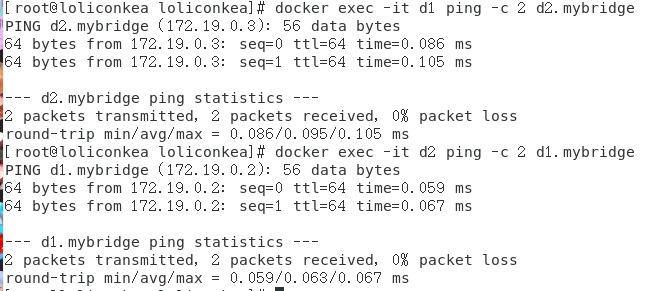 [root@loliconkea loliconkea]# docker exec -it d1 ping -c 2 d2.mybridge
PING d2.mybridge (172.19.0.3): 56 data bytes
64 bytes from 172.19.0.3: seq=0 ttl=64 time=0.086 ms
64 bytes from 172.19.0.3: seq=1 ttl=64 time=0.105 ms
--- d2.mybridge ping statistics ---
2 packets transmitted, 2 packets received, 0% packet loss
round-trip min/avg/max = 0.086/0.095/0.105 ms
[root@loliconkea loliconkea]# docker exec -it d2 ping -c 2 d1.mybridge
PING d1.mybridge (172.19.0.2): 56 data bytes
64 bytes from 172.19.0.2: seq=0 ttl=64 time=0.059 ms
64 bytes from 172.19.0.2: seq=1 ttl=64 time=0.067 ms
--- d1.mybridge ping statistics ---
2 packets transmitted, 2 packets received, 0% packet loss
round-trip min/avg/max = 0.059/0.063/0.067 ms